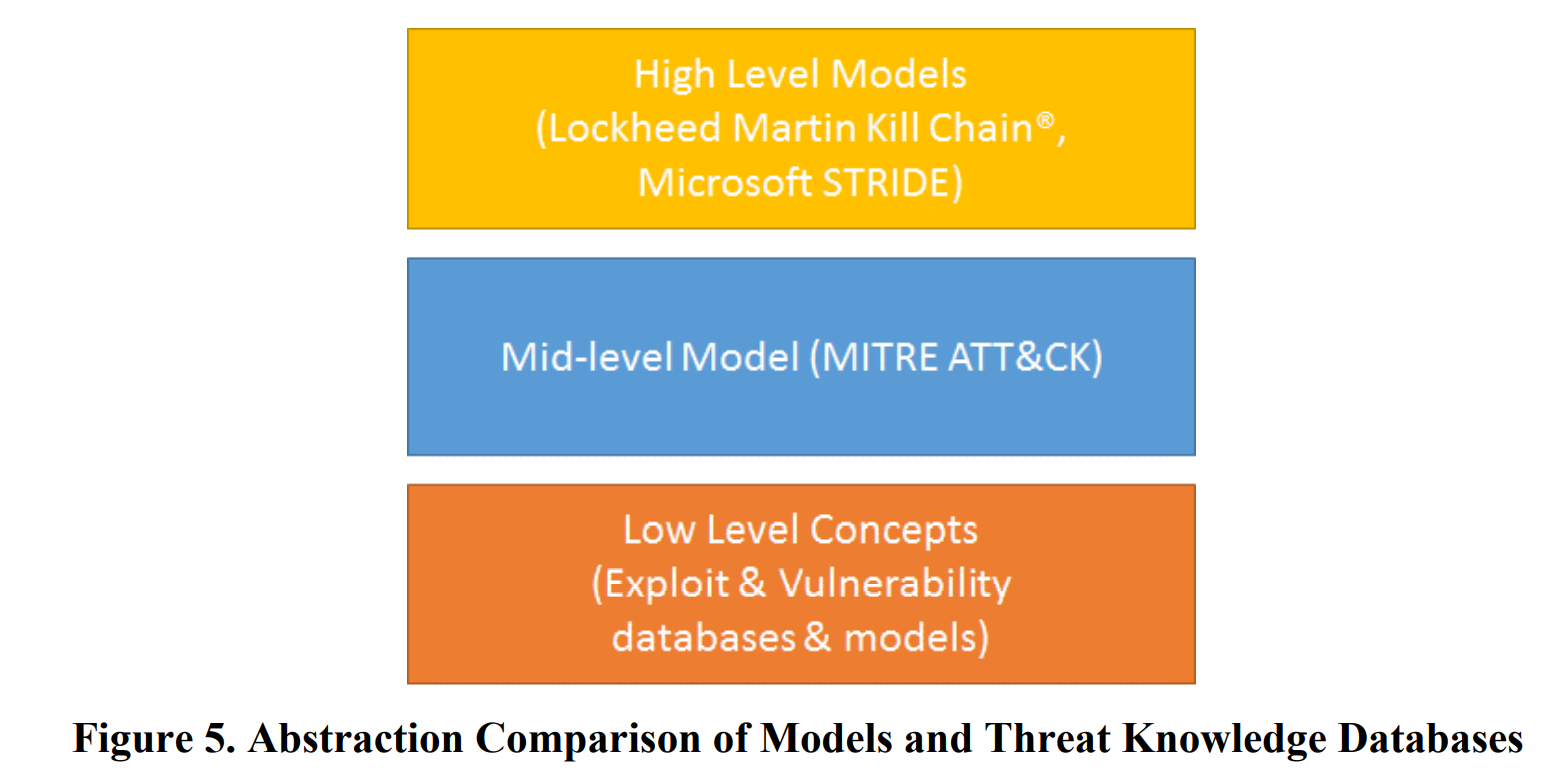 High Level Models
(Lockheed Martin Kill Chain®,
Microsoft STRIDE)
Mid-level Model (MITRE ATT&CK)
Low Level Concepts
(Exploit & Vulnerability
databases & models)
Figure 5. Abstraction Comparison of Models and Threat Knowledge Databases